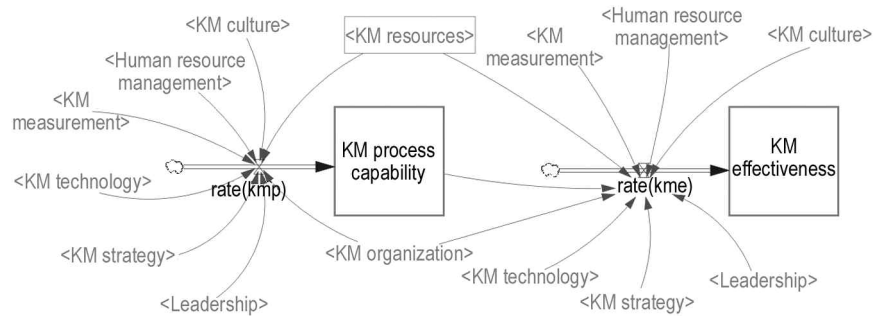 <KM culture>
<Human resource
management>
<KM
measurement>
<KM technology>
<KM strategy>
<Leadership>
rate(kmp)
KM process
capability
<KM resources>
<KM organization>
<KM
measurement>
<Human resource
management>
<KM culture>
rate(kme)
KM
effectiveness
<KM technology>
<KM strategy>
<Leadership>